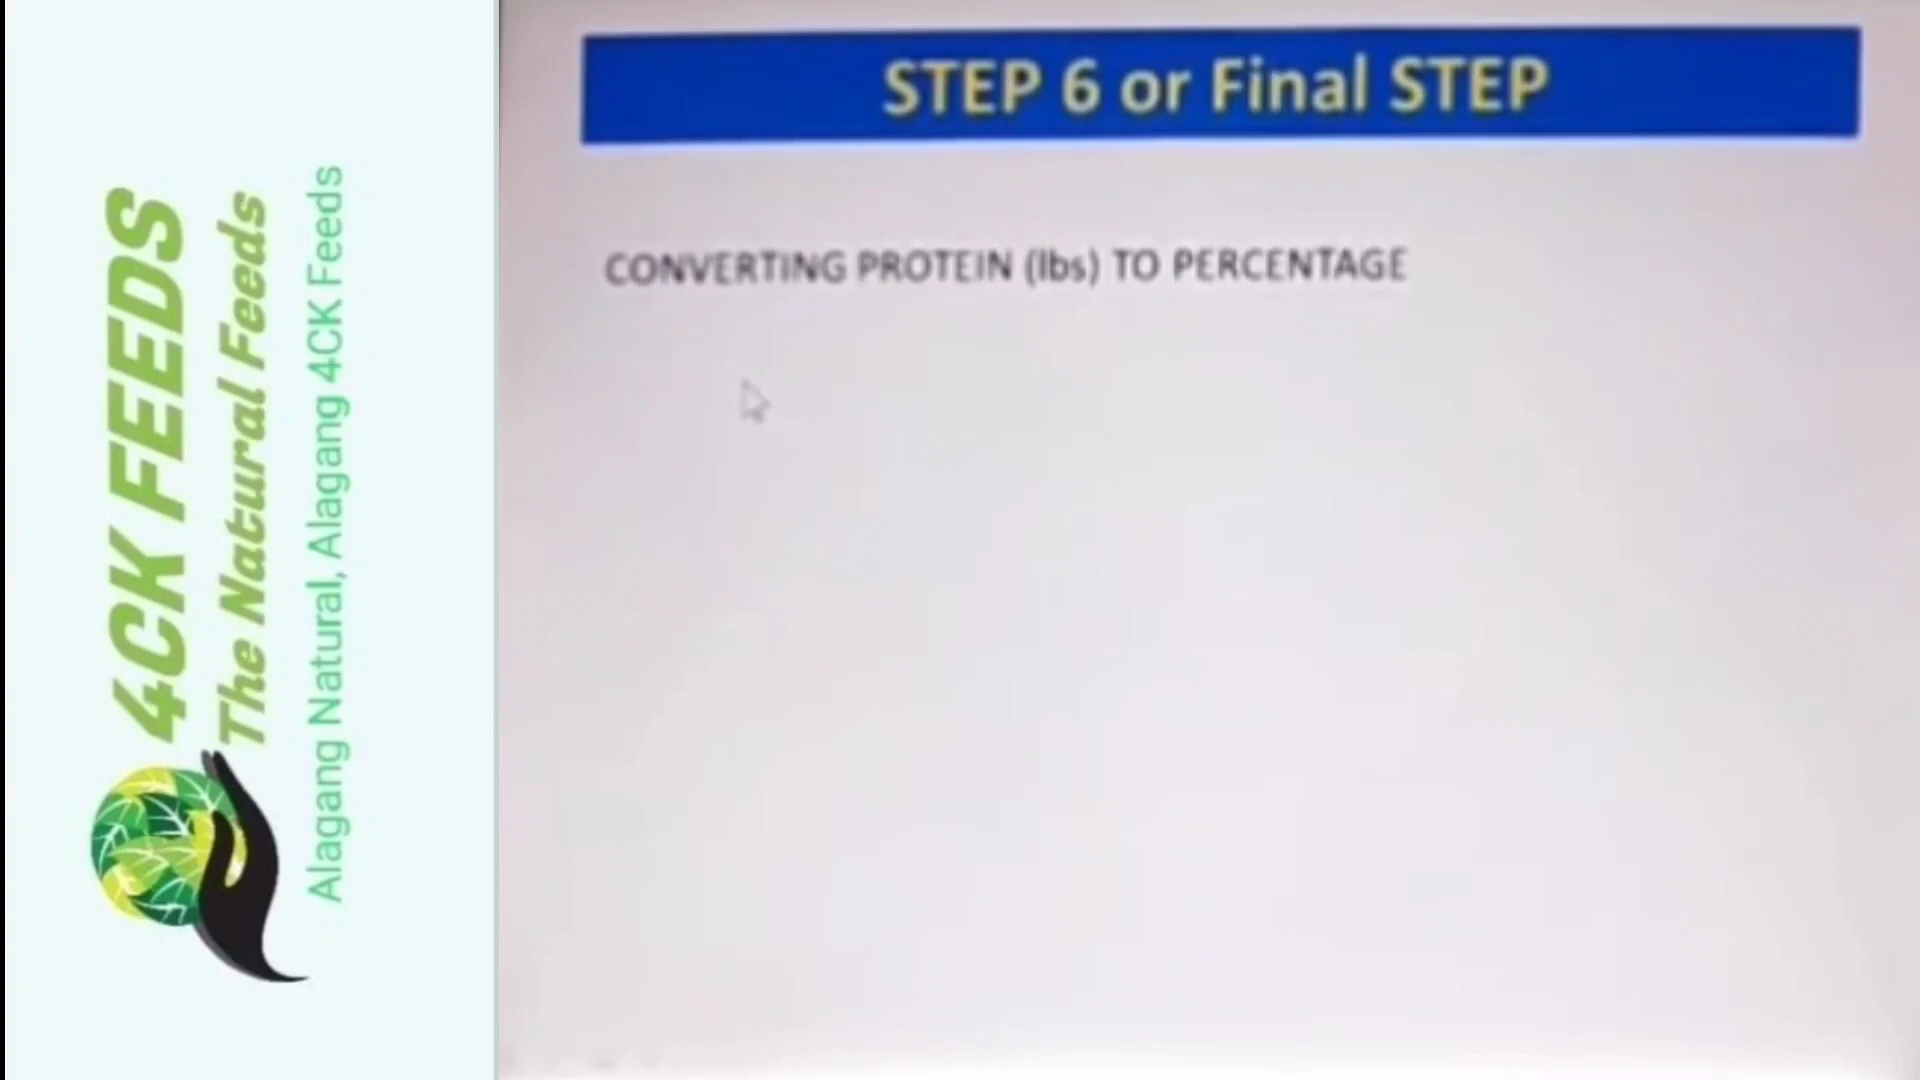 4CK FEEDS
The Natural Feeds
Alagang Natural, Alagang 4CK Feeds
STEP 6 or Final STEP
CONVERTING PROTEIN (lbs) TO PERCENTAGE